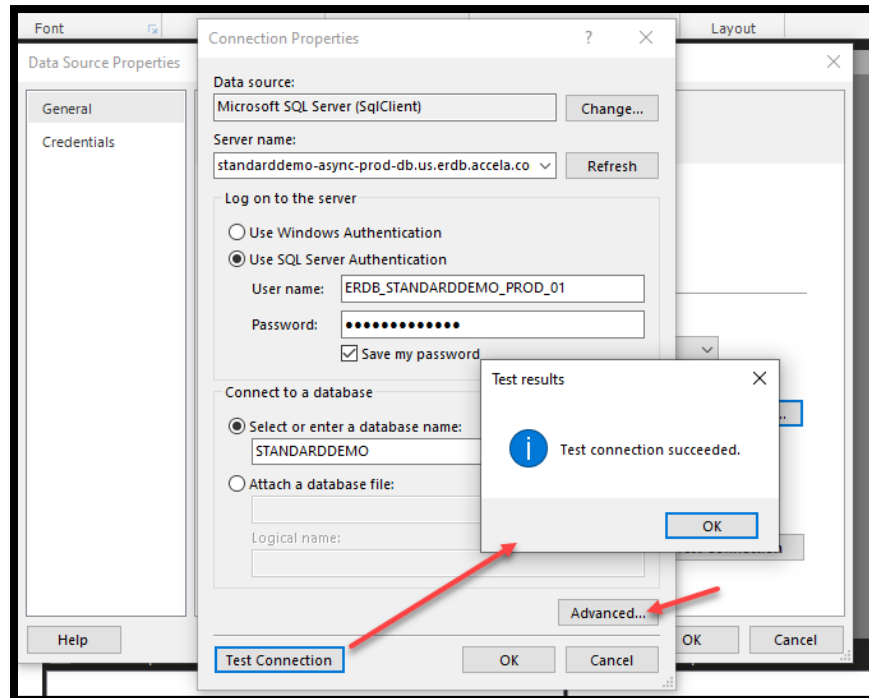 Font
Layout
Data Source Properties
General
Credentials
Connection Properties
?
Data source:
Microsoft SQL Server (SqlClient)
Change...
Server name:
standarddemo-async-prod-db.us.erdb.accela.co
Refresh
Log on to the server
Use Windows Authentication
Use SQL Server Authentication
User name:
ERDB_STANDARDDEMO_PROD_01
Password:
●●●●●●●●●●●●●
Save my password
Connect to a database
Select or enter a database name:
STANDARDDEMO
Attach a database file:
Logical name:
Advanced...
Test Connection
OK
Cancel
Test results
Test connection succeeded.
OK
Help
OK
Cancel